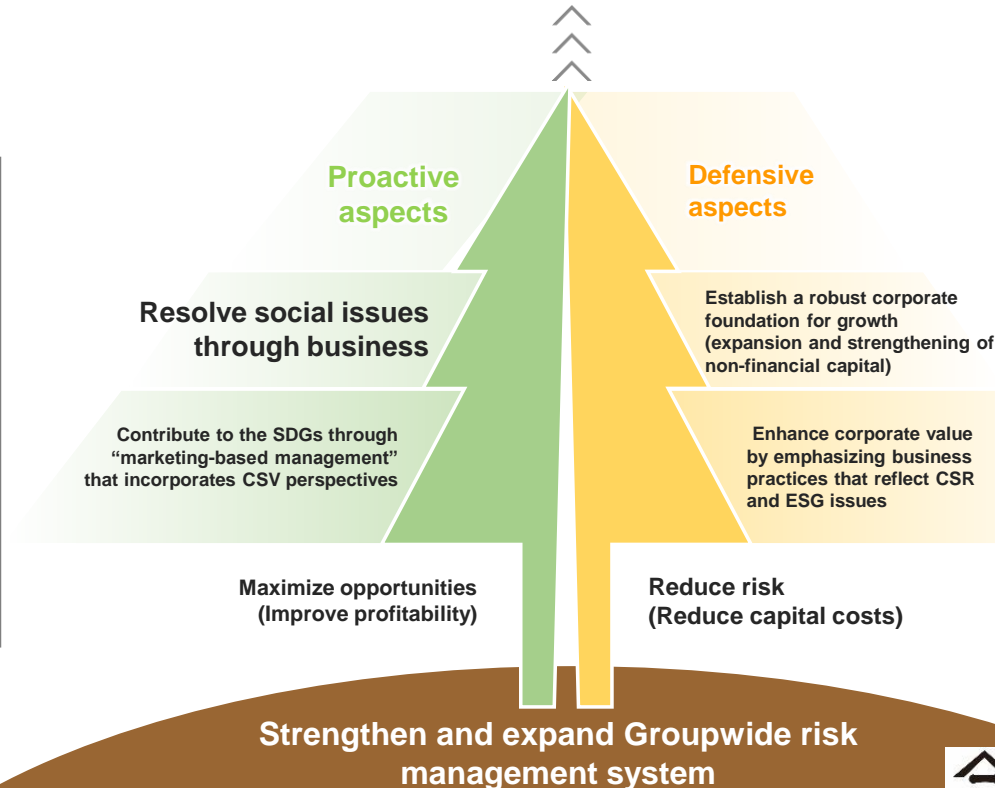 Proactive
aspects
Defensive
aspects
Resolve social issues
through business
Establish a robust corporate
foundation for growth
(expansion and strengthening of
non-financial capital)
Contribute to the SDGs through
“marketing-based management”
that incorporates CSV perspectives
Enhance corporate value
by emphasizing business
practices that reflect CSR
and ESG issues
Maximize opportunities
(Improve profitability)
Reduce risk
(Reduce capital costs)
Strengthen and expand Groupwide risk
management system